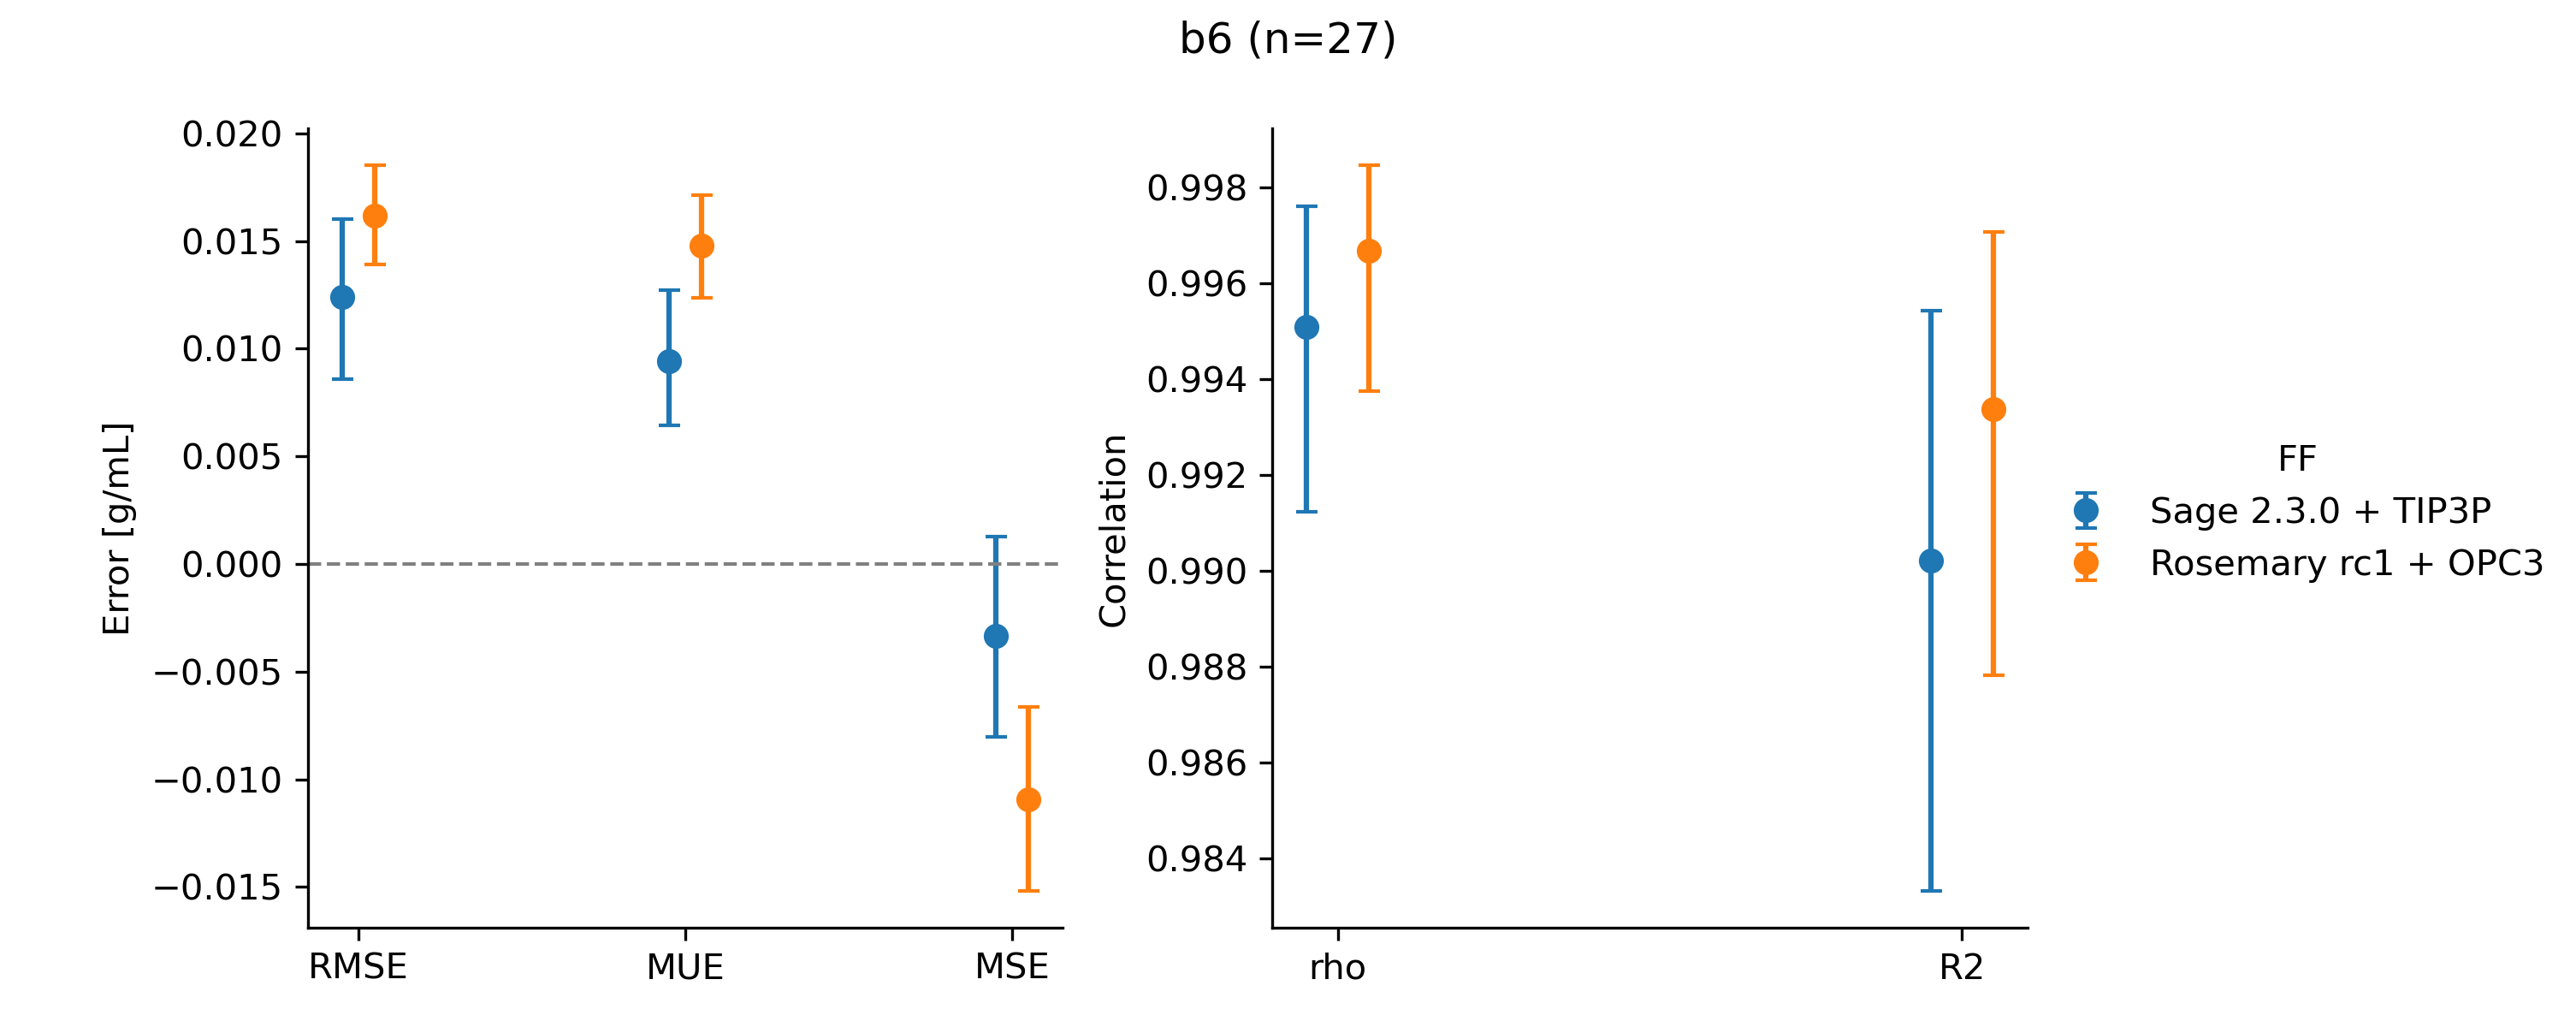 b6 (n=27)
Error [g/mL]
0.020
0.015
0.010
0.005
0.000
−0.005
−0.010
−0.015
RMSE
MUE
MSE
Correlation
0.998
0.996
0.994
0.992
0.990
0.988
0.986
0.984
rho
R2
FF
Sage 2.3.0 + TIP3P
Rosemary rc1 + OPC3